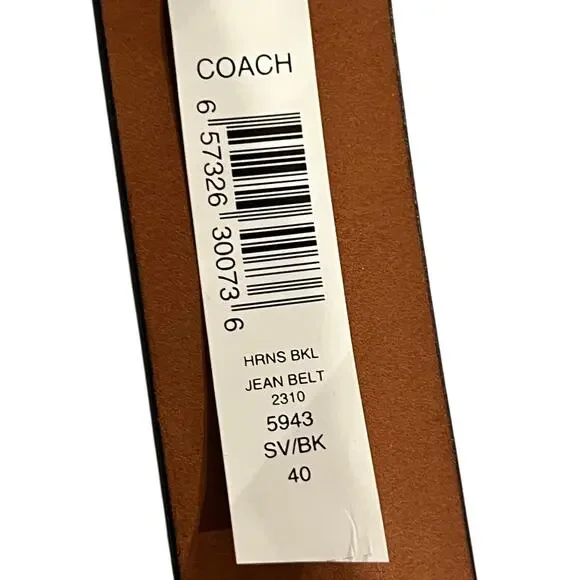 COACH
6 57326 30073 6
HRNS BKL
JEAN BELT
2310
5943
SV/BK
40